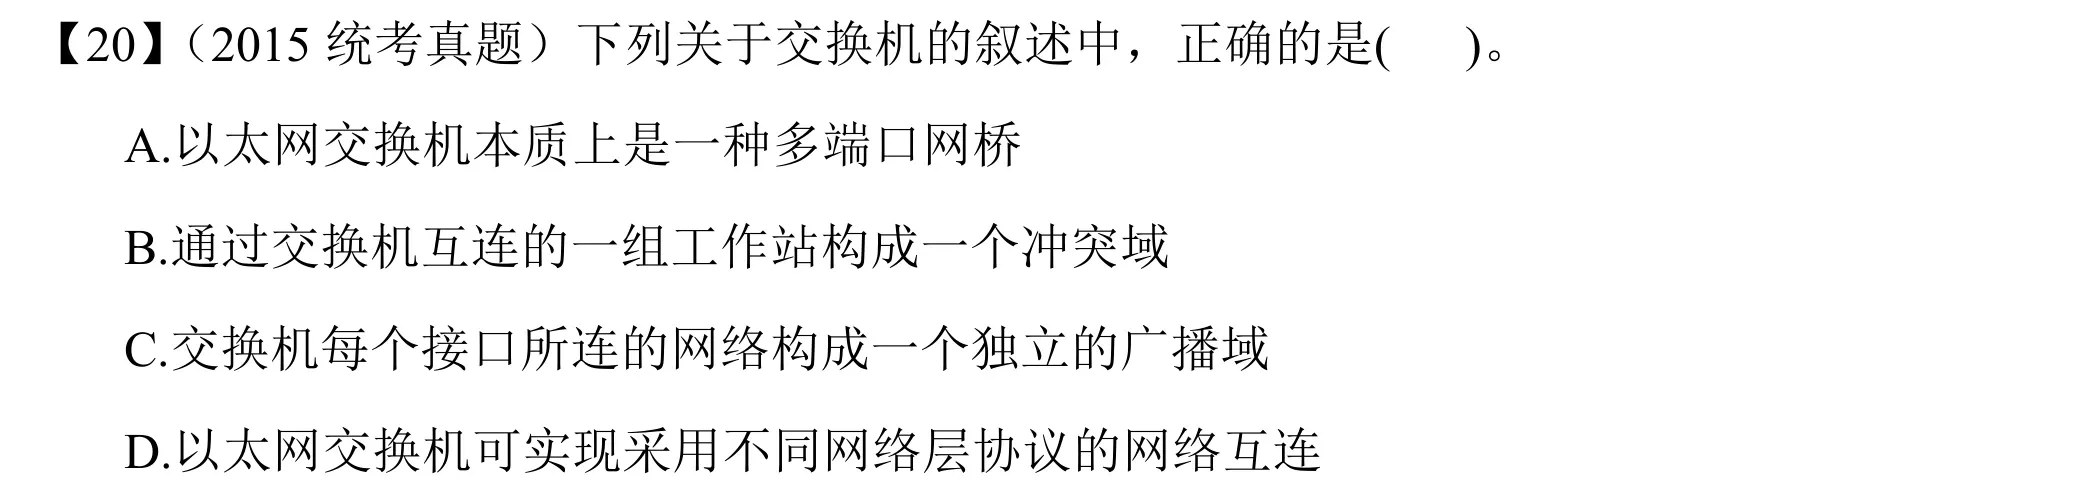 【20】（2015 统考真题）下列关于交换机的叙述中，正确的是(    )。
A.以太网交换机本质上是一种多端口网桥
B.通过交换机互连的一组工作站构成一个冲突域
C.交换机每个接口所连的网络构成一个独立的广播域
D.以太网交换机可实现采用不同网络层协议的网络互连